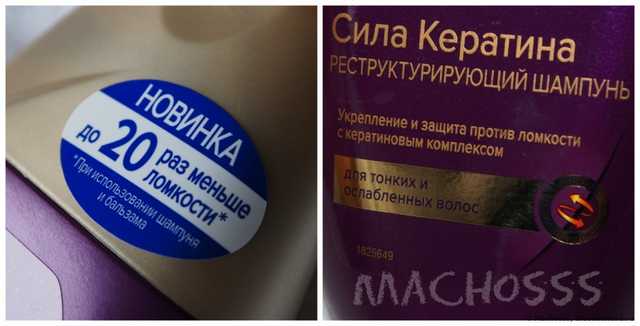 НОВИНКА
до 20 раз меньше
ломкости*
*При использовании шампуня
и бальзама
Сила Кератина
РЕСТРУКТУРИРУЮЩИЙ ШАМПУНЬ
Укрепление и защита против ломкости
с кератиновым комплексом
для тонких и
ослабленных волос
1825649
MACHOSSS